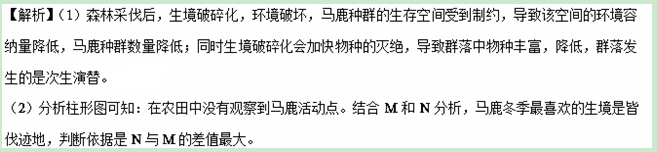 【解析】（1）森林采伐后，生境破碎化，环境破坏，马鹿种群的生存空间受到制约，导致该空间的环境容
纳量降低，马鹿种群数量降低；同时生境破碎化会加快物种的灭绝，导致群落中物种丰富，降低，群落发
生的是次生演替。
（2）分析柱形图可知：在农田中没有观察到马鹿活动点。结合 M 和 N 分析，马鹿冬季最喜欢的生境是皆
伐迹地，判断依据是 N 与 M 的差值最大。